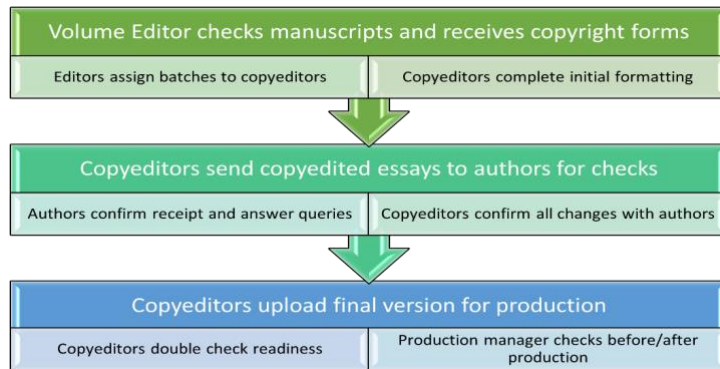 Volume Editor checks manuscripts and receives copyright forms
Editors assign batches to copyeditors
Copyeditors complete initial formatting
Copyeditors send copyedited essays to authors for checks
Authors confirm receipt and answer queries
Copyeditors confirm all changes with authors
Copyeditors upload final version for production
Copyeditors double check readiness
Production manager checks before/after
production